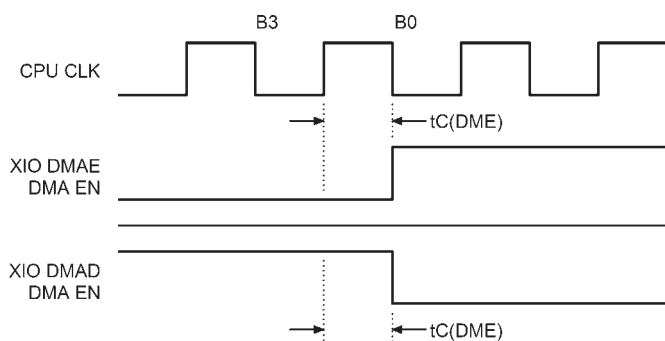 B3 B0
CPU CLK
tC(DME)
XIO DMAE
DMA EN
XIO DMAD
DMA EN
tC(DME)